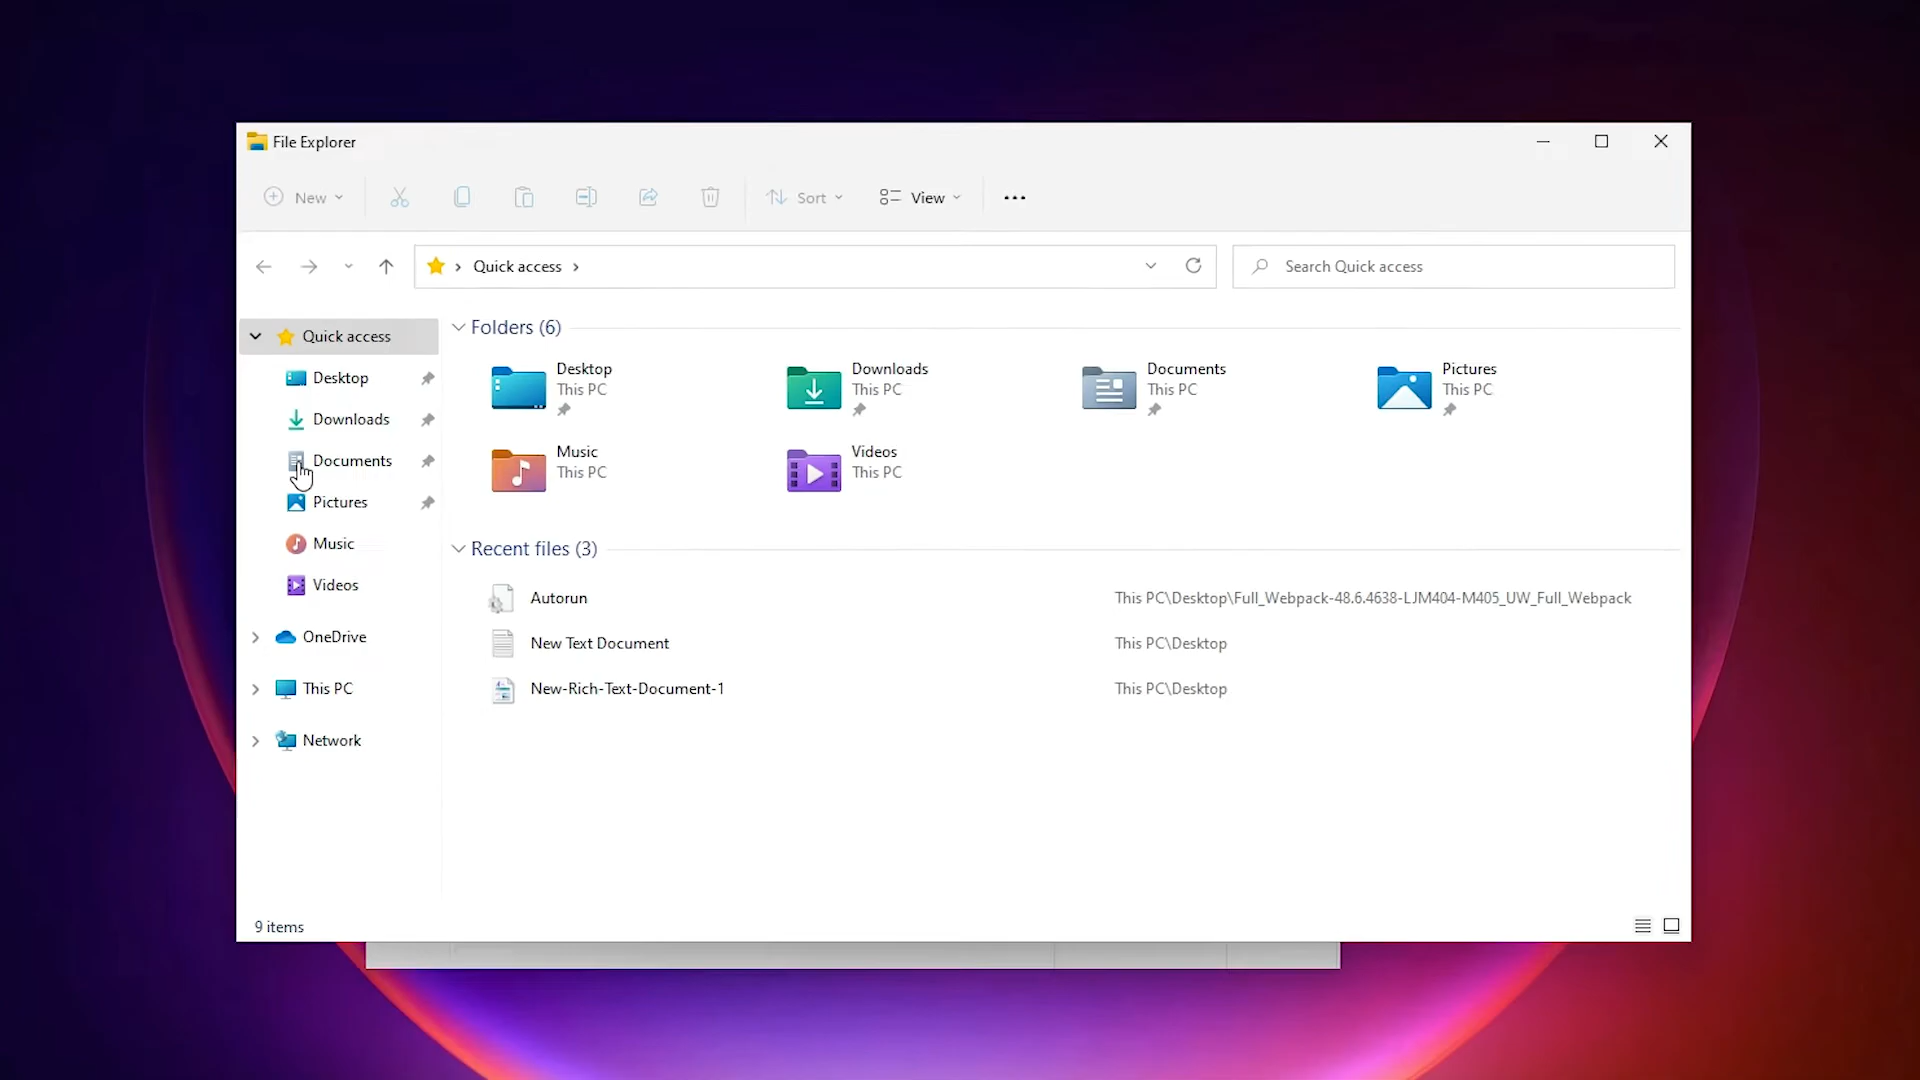 File Explorer
New
Sort
View
Quick access
Search Quick access
Quick access
Desktop
Downloads
Documents
Pictures
Music
Videos
OneDrive
This PC
Network
Folders (6)
Desktop
This PC
Downloads
This PC
Documents
This PC
Pictures
This PC
Music
This PC
Videos
This PC
Recent files (3)
Autorun This PC\Desktop\Full_Webpack-48.6.4638-LJM404-M405_UW_Full_Webpack
New Text Document This PC\Desktop
New-Rich-Text-Document-1 This PC\Desktop
9 items